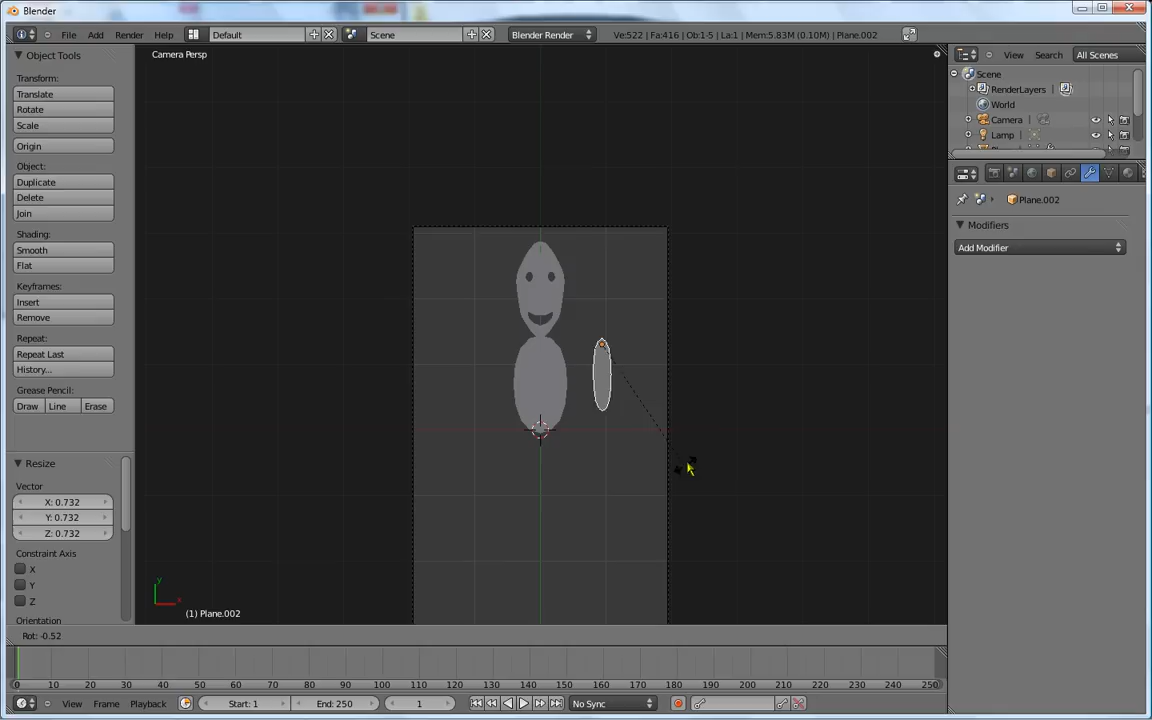 Blender
File Add Render Help Default Scene Blender Render Ve:522 | Fa:416 | Ob:1-5 | La:1 | Mem:5.83M (0.10M) | Plane.002
Object Tools
Transform:
Translate
Rotate
Scale
Origin
Object:
Duplicate
Delete
Join
Shading:
Smooth
Flat
Keyframes:
Insert
Remove
Repeat:
Repeat Last
History...
Grease Pencil:
Draw Line Erase
Resize
Vector
X: 0.732
Y: 0.732
Z: 0.732
Constraint Axis
X
Y
Z
Orientation
Camera Persp
y
x
(1) Plane.002
Rot: -0.52
View Search All Scenes
Scene
RenderLayers |
World
Camera |
Lamp |
Plane.002
Modifiers
Add Modifier
0 10 20 30 40 50 60 70 80 90 100 110 120 130 140 150 160 170 180 190 200 210 220 230 240 250
View Frame Playback Start: 1 End: 250 1 No Sync